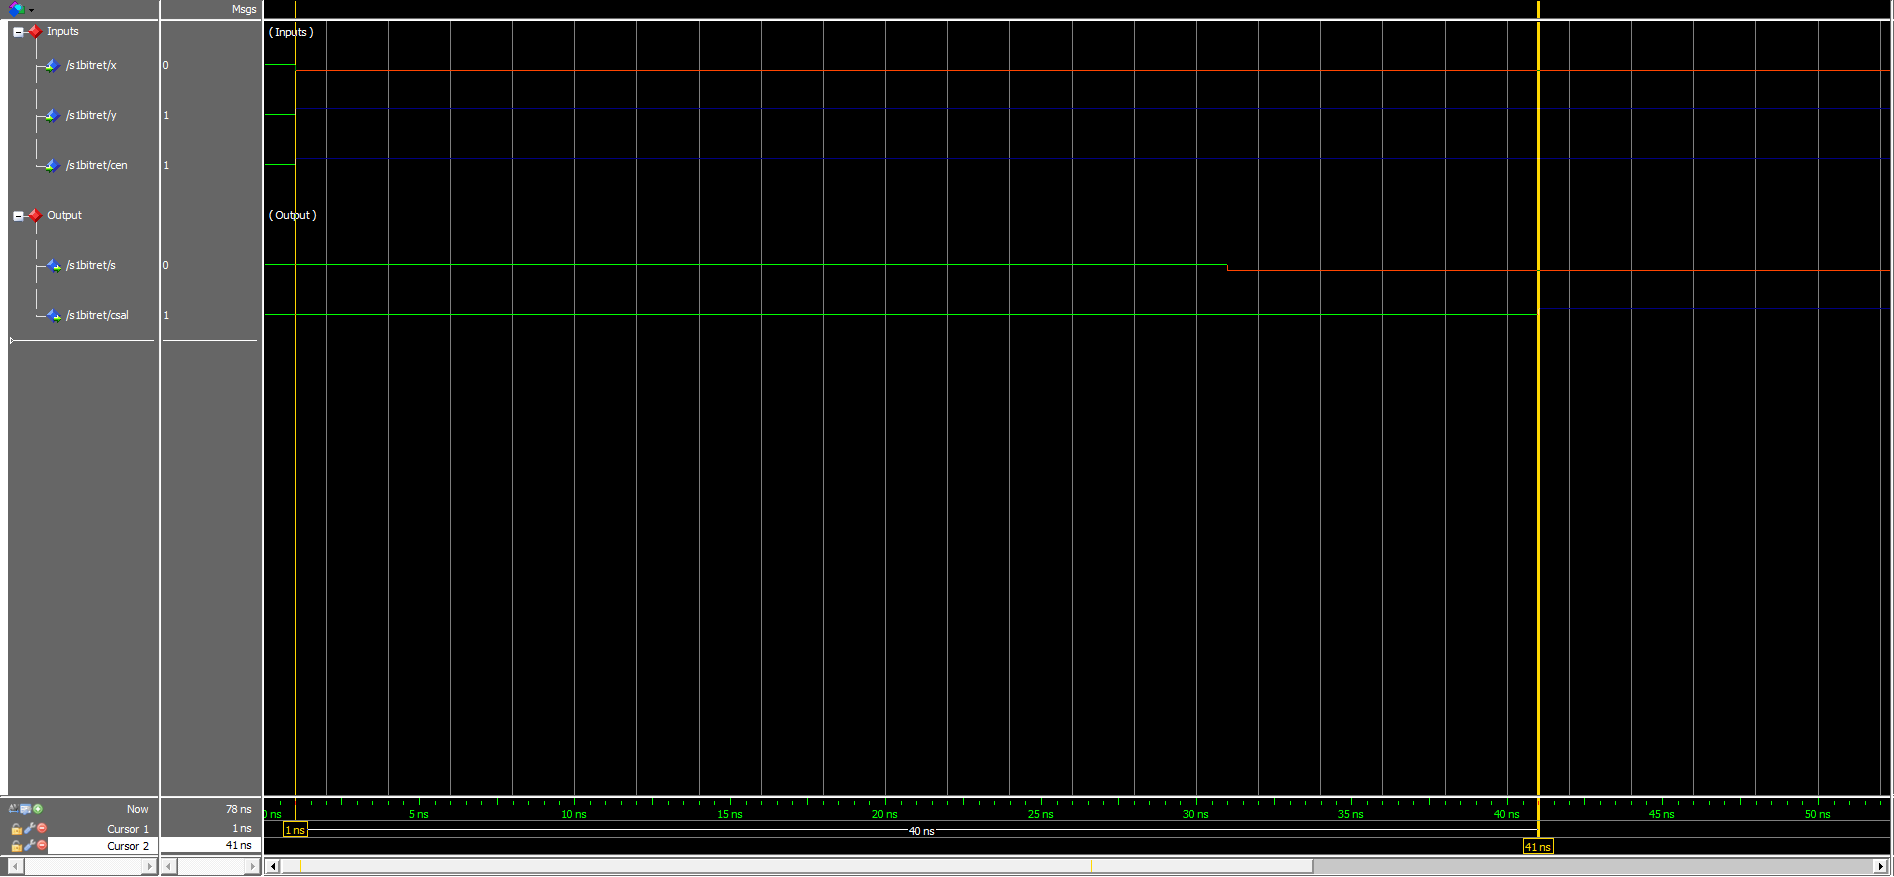 Msgs
Inputs
( Inputs )
/s1bitret/x 0
/s1bitret/y 1
/s1bitret/cen 1
Output
( Output )
/s1bitret/s 0
/s1bitret/csal 1
Now 78 ns
0 ns 5 ns 10 ns 15 ns 20 ns 25 ns 30 ns 35 ns 40 ns 45 ns 50 ns
Cursor 1 1 ns
1 ns 40 ns
Cursor 2 41 ns
41 ns